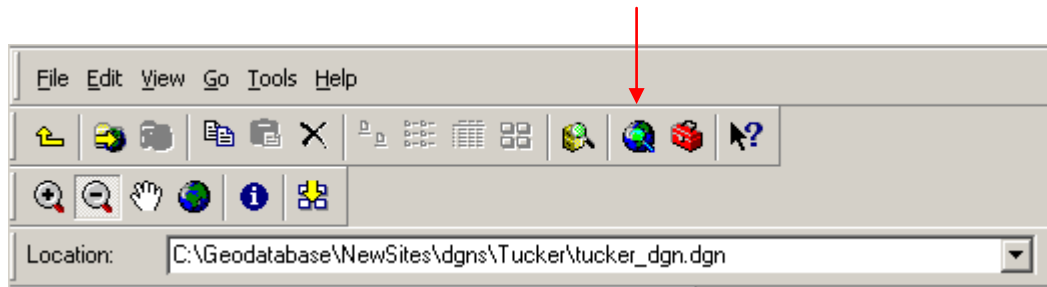 File Edit View Go Tools Help
Location: C:\Geodatabase\NewSites\dgns\Tucker\tucker_dgn.dgn